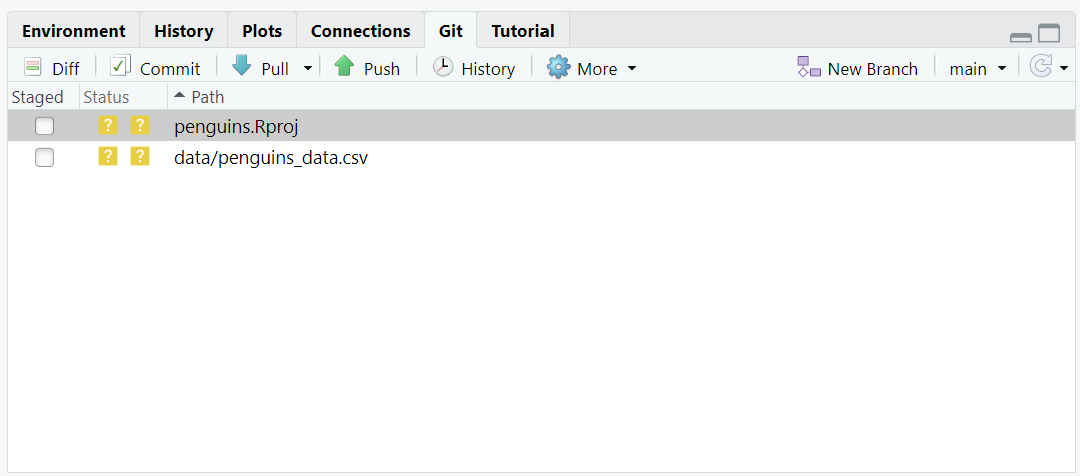 Environment History Plots Connections Git Tutorial
Diff Commit Pull Push History More New Branch main
Staged Status Path
? ? penguins.Rproj
? ? data/penguins_data.csv